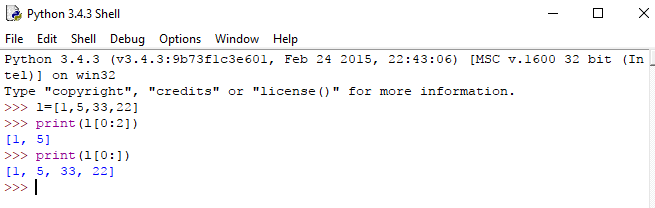 Python 3.4.3 Shell
File Edit Shell Debug Options Window Help
Python 3.4.3 (v3.4.3:9b73f1c3e601, Feb 24 2015, 22:43:06) [MSC v.1600 32 bit (In
tel)] on win32
Type "copyright", "credits" or "license()" for more information.
>>> l=[1,5,33,22]
>>> print(l[0:2])
[1, 5]
>>> print(l[0:])
[1, 5, 33, 22]
>>>